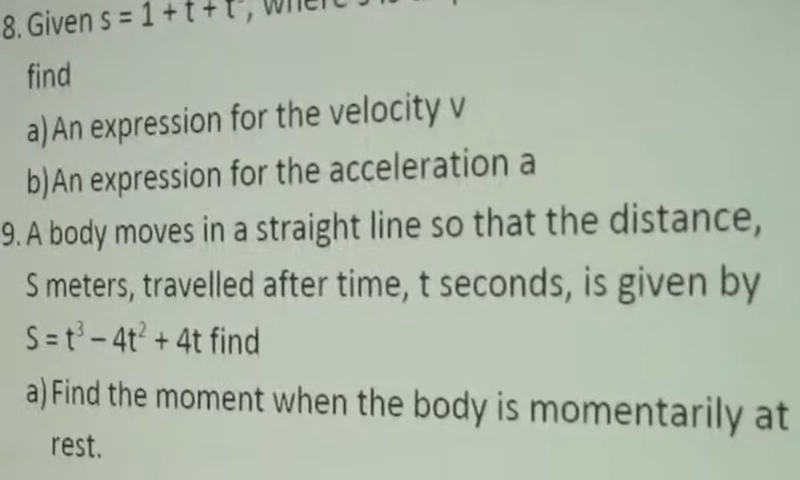 8. Given s = 1 + t + t , where
find
a) An expression for the velocity v
b) An expression for the acceleration a
9. A body moves in a straight line so that the distance,
S meters, travelled after time, t seconds, is given by
S = t³ – 4t² + 4t find
a) Find the moment when the body is momentarily at
rest.